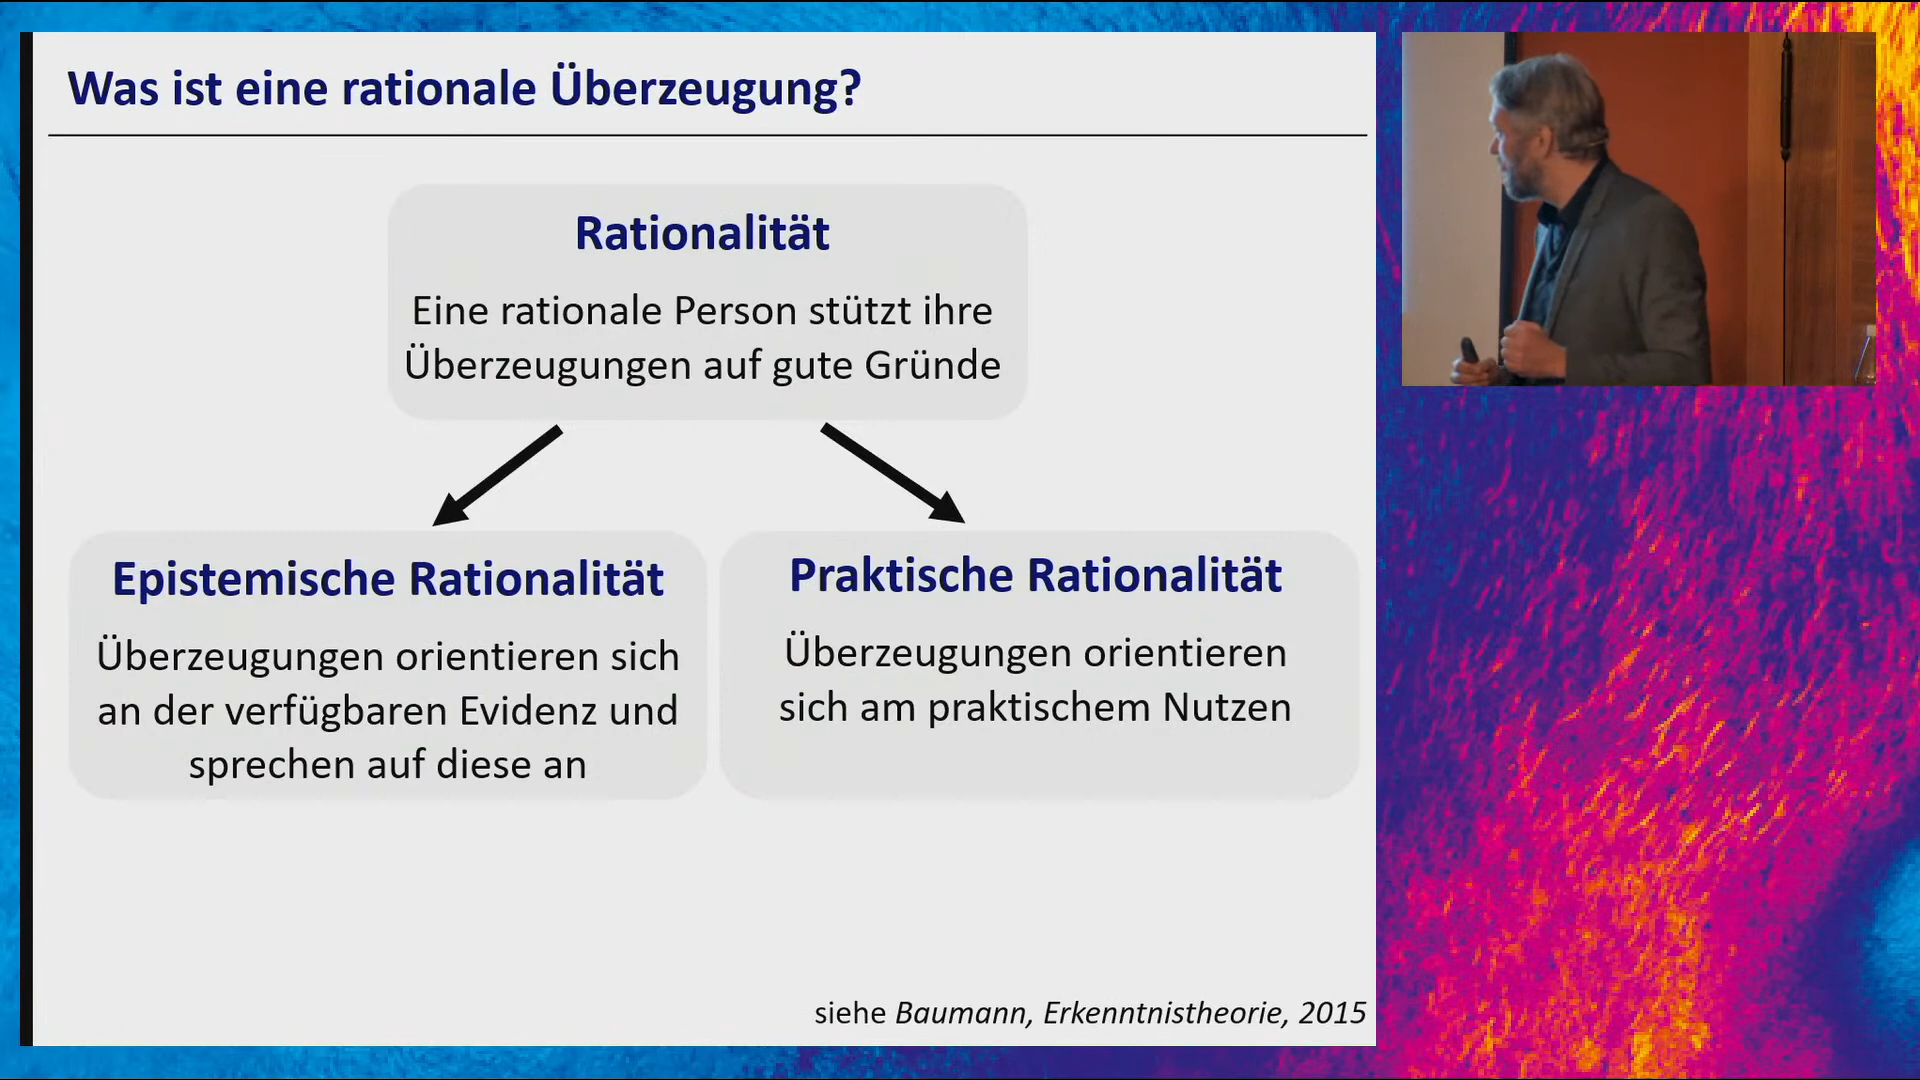 Was ist eine rationale Überzeugung?
Rationalität
Eine rationale Person stützt ihre
Überzeugungen auf gute Gründe
Epistemische Rationalität
Überzeugungen orientieren sich
an der verfügbaren Evidenz und
sprechen auf diese an
Praktische Rationalität
Überzeugungen orientieren
sich am praktischem Nutzen
siehe Baumann, Erkenntnistheorie, 2015